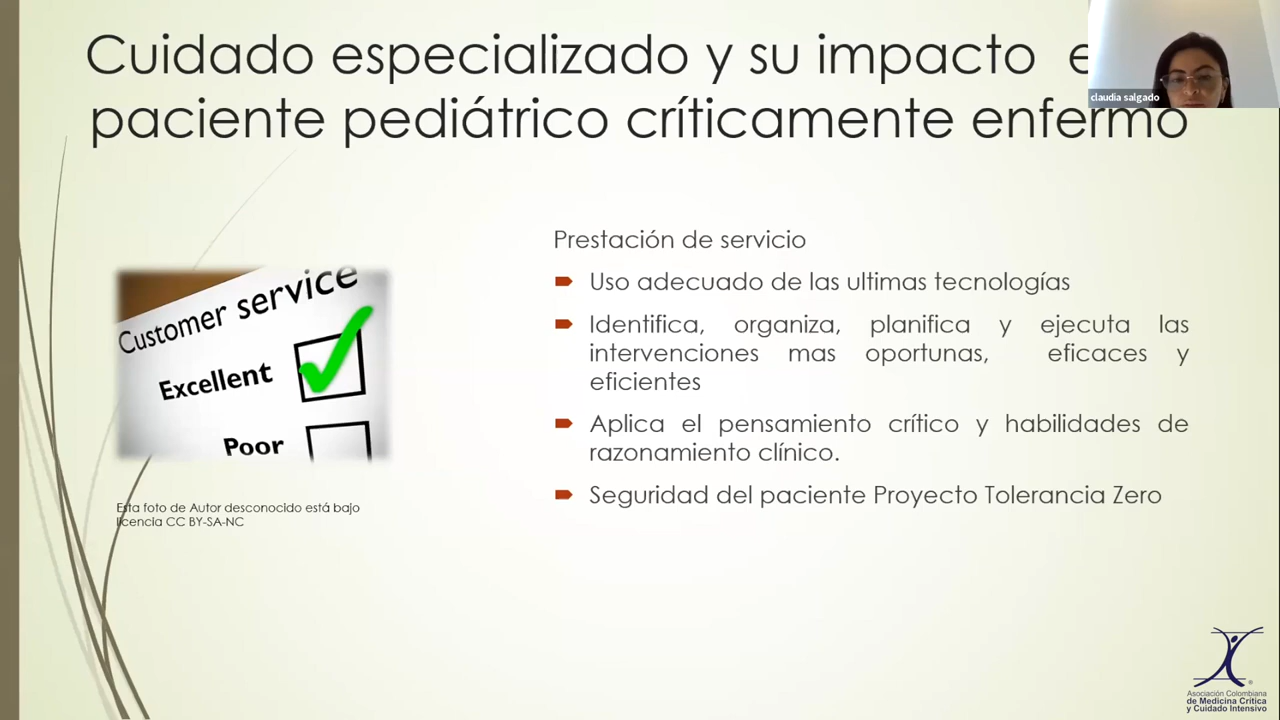 Cuidado especializado y su impacto e
paciente pediátrico críticamente enfermo
claudia salgado
Prestación de servicio
Uso adecuado de las ultimas tecnologías
Identifica, organiza, planifica y ejecuta las
intervenciones mas oportunas, eficaces y
eficientes
Aplica el pensamiento crítico y habilidades de
razonamiento clínico.
Seguridad del paciente Proyecto Tolerancia Zero
Customer service
Excellent
Poor
Esta foto de Autor desconocido está bajo
licencia CC BY-SA-NC
Asociación Colombiana
de Medicina Crítica
y Cuidado Intensivo